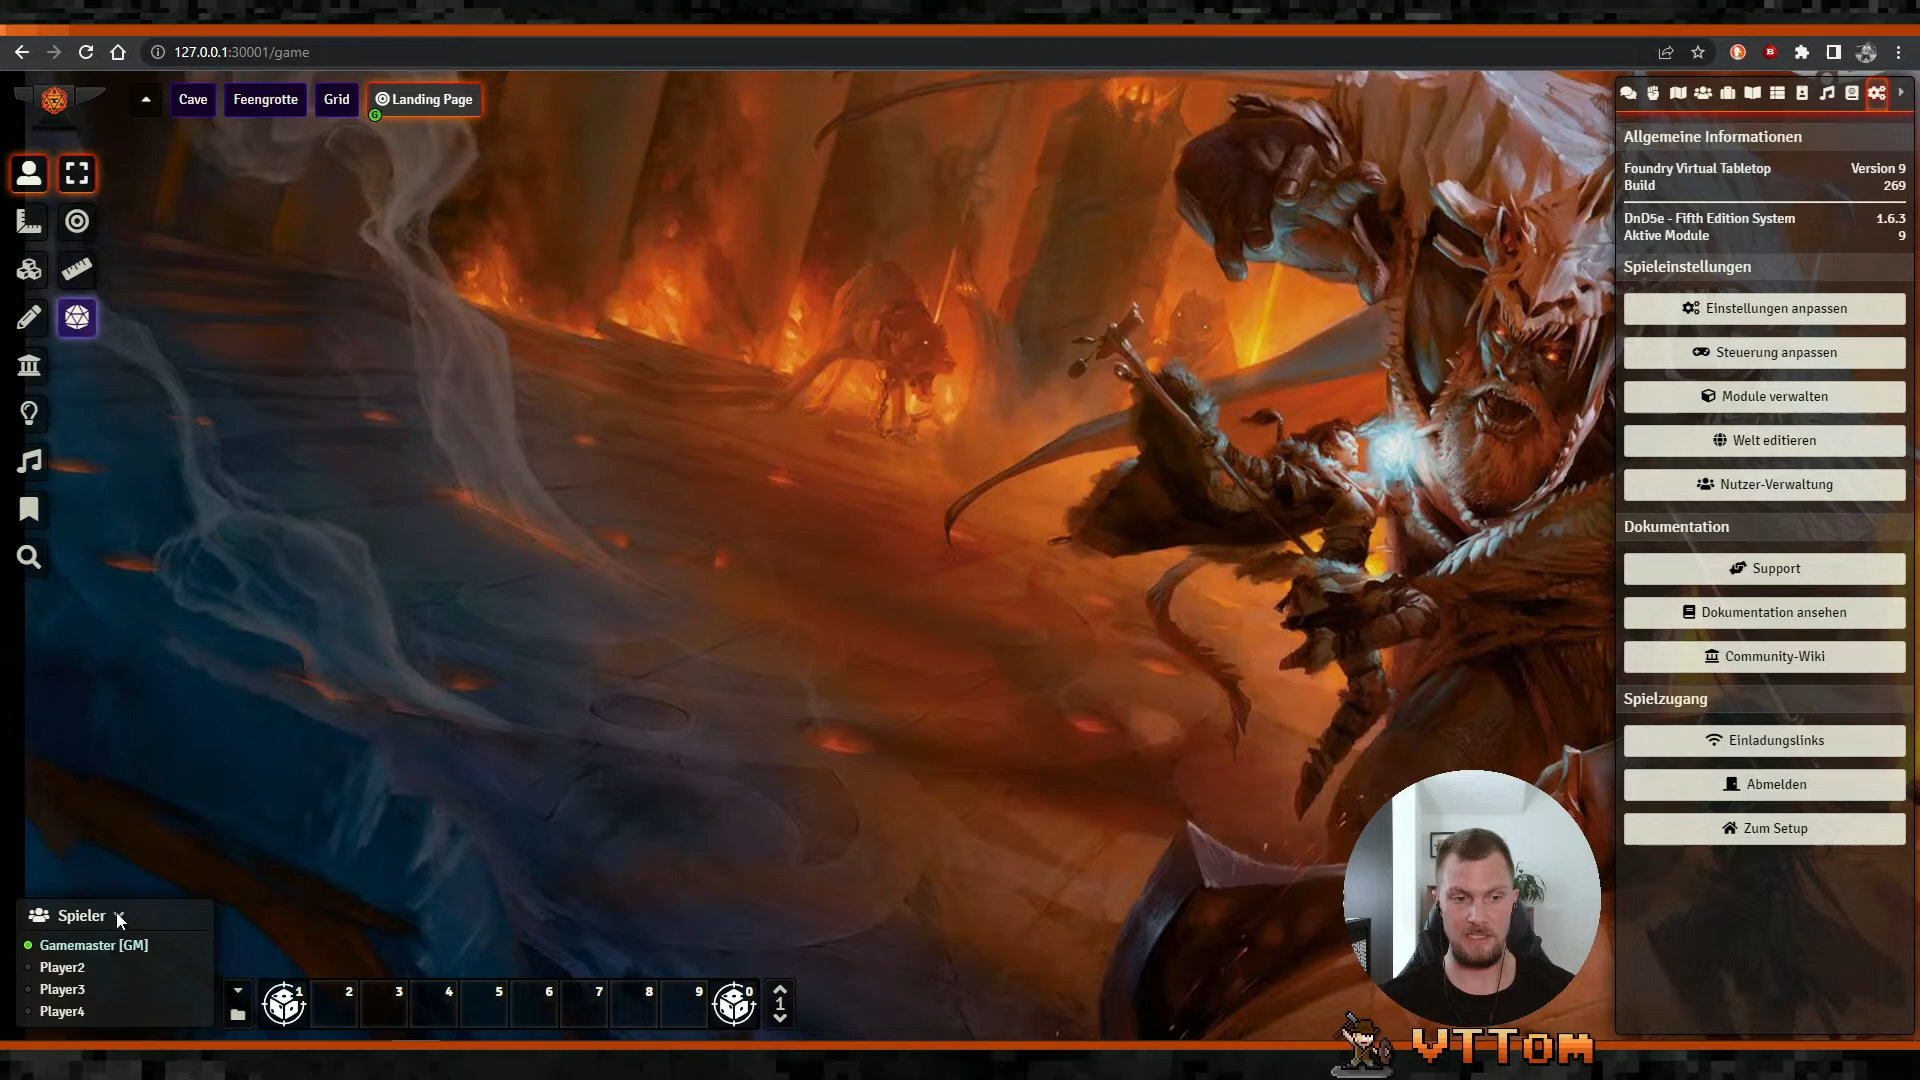 127.0.0.1:30001/game
Cave
Feengrotte
Grid
Landing Page
G
Allgemeine Informationen
Foundry Virtual Tabletop Version 9
Build 269
DnD5e - Fifth Edition System 1.6.3
Aktive Module 9
Spieleinstellungen
Einstellungen anpassen
Steuerung anpassen
Module verwalten
Welt editieren
Nutzer-Verwaltung
Dokumentation
Support
Dokumentation ansehen
Community-Wiki
Spielzugang
Einladungslinks
Abmelden
Zum Setup
Spieler
Gamemaster [GM]
Player2
Player3
Player4
1 2 3 4 5 6 7 8 9 0
1
VTTom